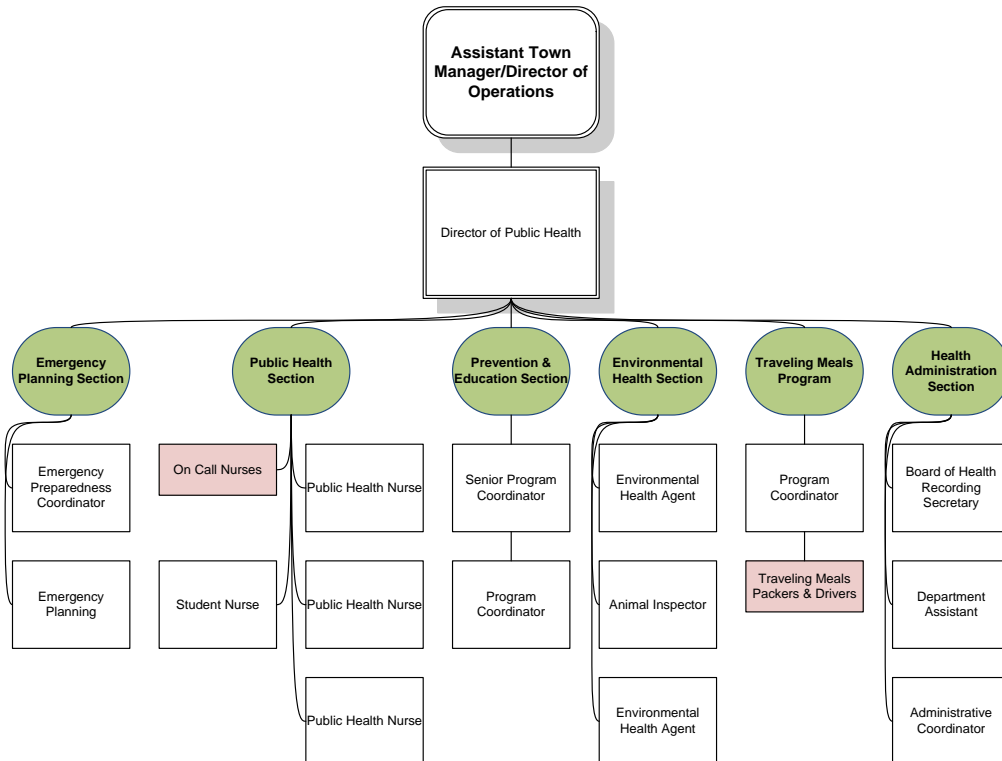 Assistant Town
Manager/Director of
Operations
Director of Public Health
Emergency
Planning Section
Public Health
Section
Prevention &
Education Section
Environmental
Health Section
Traveling Meals
Program
Health
Administration
Section
Emergency
Preparedness
Coordinator
On Call Nurses
Public Health Nurse
Senior Program
Coordinator
Environmental
Health Agent
Program
Coordinator
Board of Health
Recording
Secretary
Emergency
Planning
Student Nurse
Public Health Nurse
Program
Coordinator
Animal Inspector
Traveling Meals
Packers & Drivers
Department
Assistant
Public Health Nurse
Environmental
Health Agent
Administrative
Coordinator